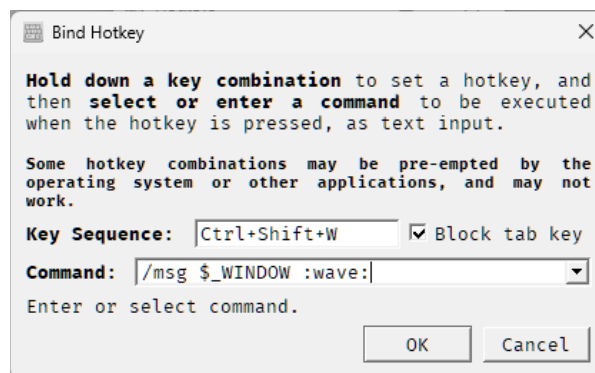 Bind Hotkey
Hold down a key combination to set a hotkey, and
then select or enter a command to be executed
when the hotkey is pressed, as text input.
Some hotkey combinations may be pre-empted by the
operating system or other applications, and may not
work.
Key Sequence: Ctrl+Shift+W Block tab key
Command: /msg $_WINDOW :wave:
Enter or select command.
OK Cancel